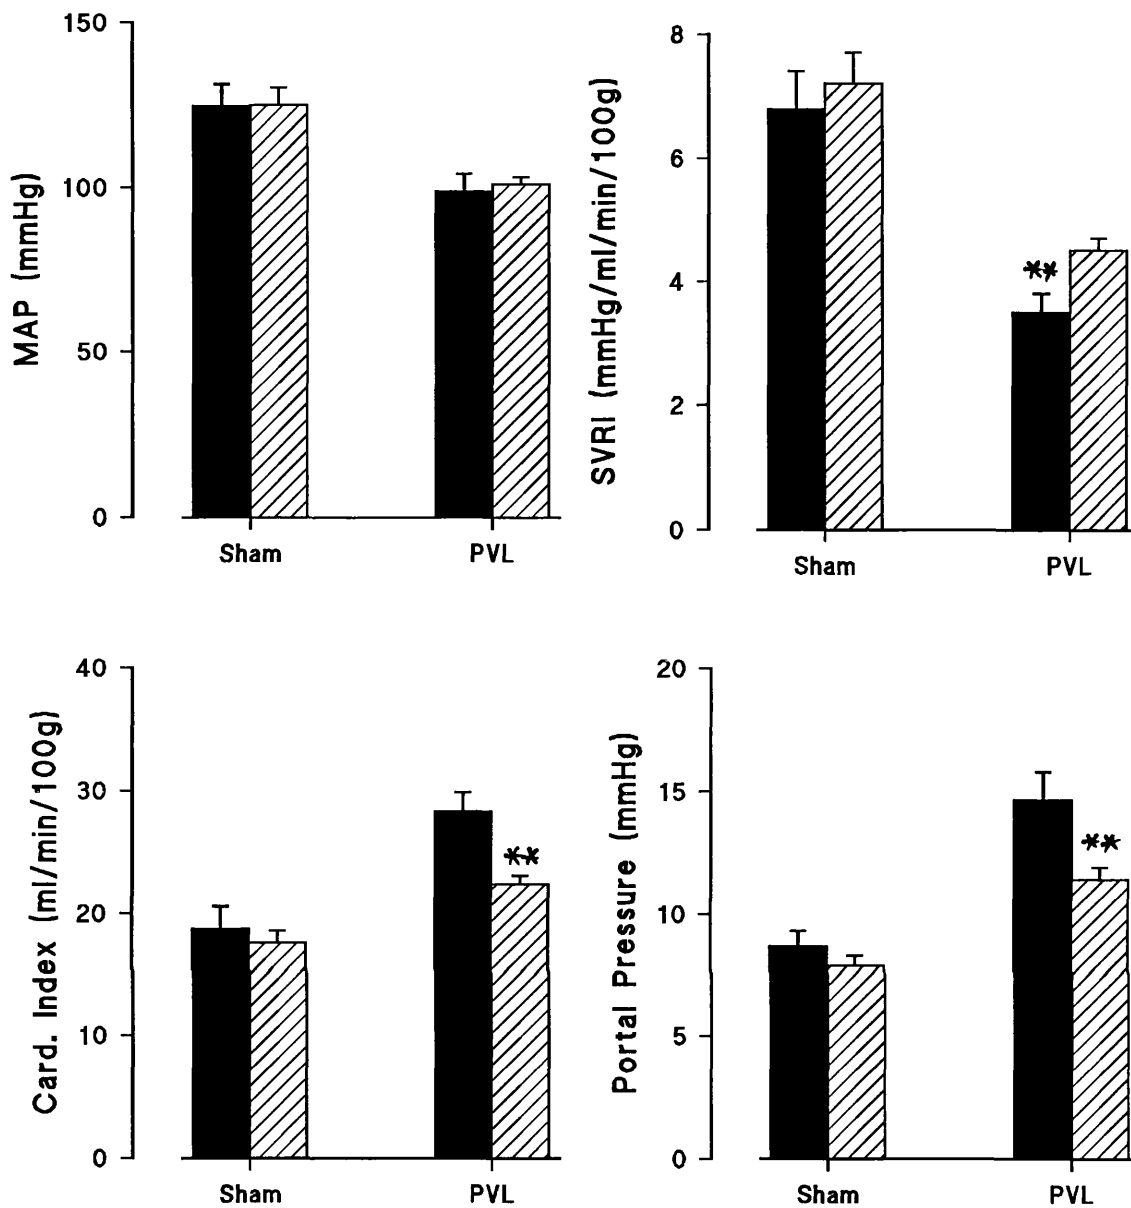 MAP (mmHg)
150
100
50
0
Sham PVL
SVRI (mmHg/ml/min/100g)
8
6
4
2
0
**
Sham PVL
Card. Index (ml/min/100g)
40
30
20
10
0
**
Sham PVL
Portal Pressure (mmHg)
20
15
10
5
0
**
Sham PVL